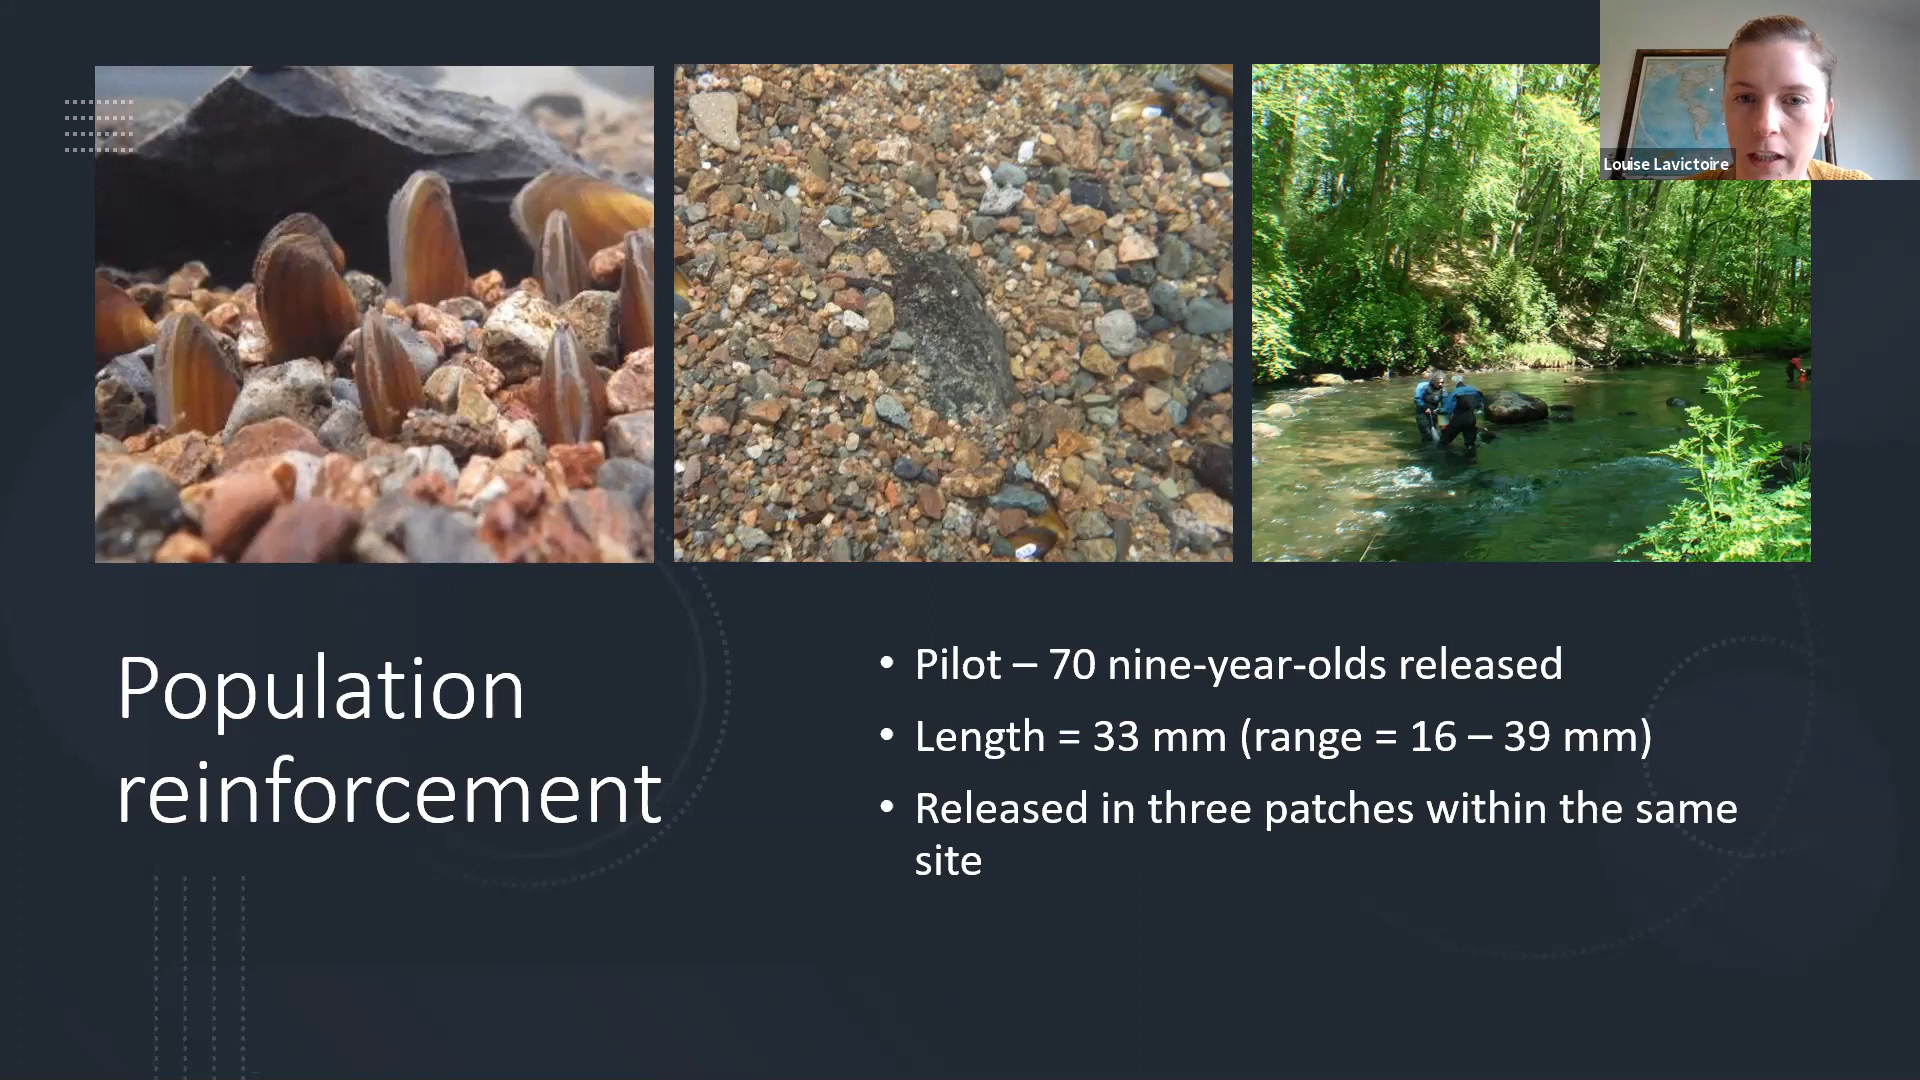 Louise Lavictoire
Population
reinforcement
• Pilot – 70 nine-year-olds released
• Length = 33 mm (range = 16 – 39 mm)
• Released in three patches within the same
site